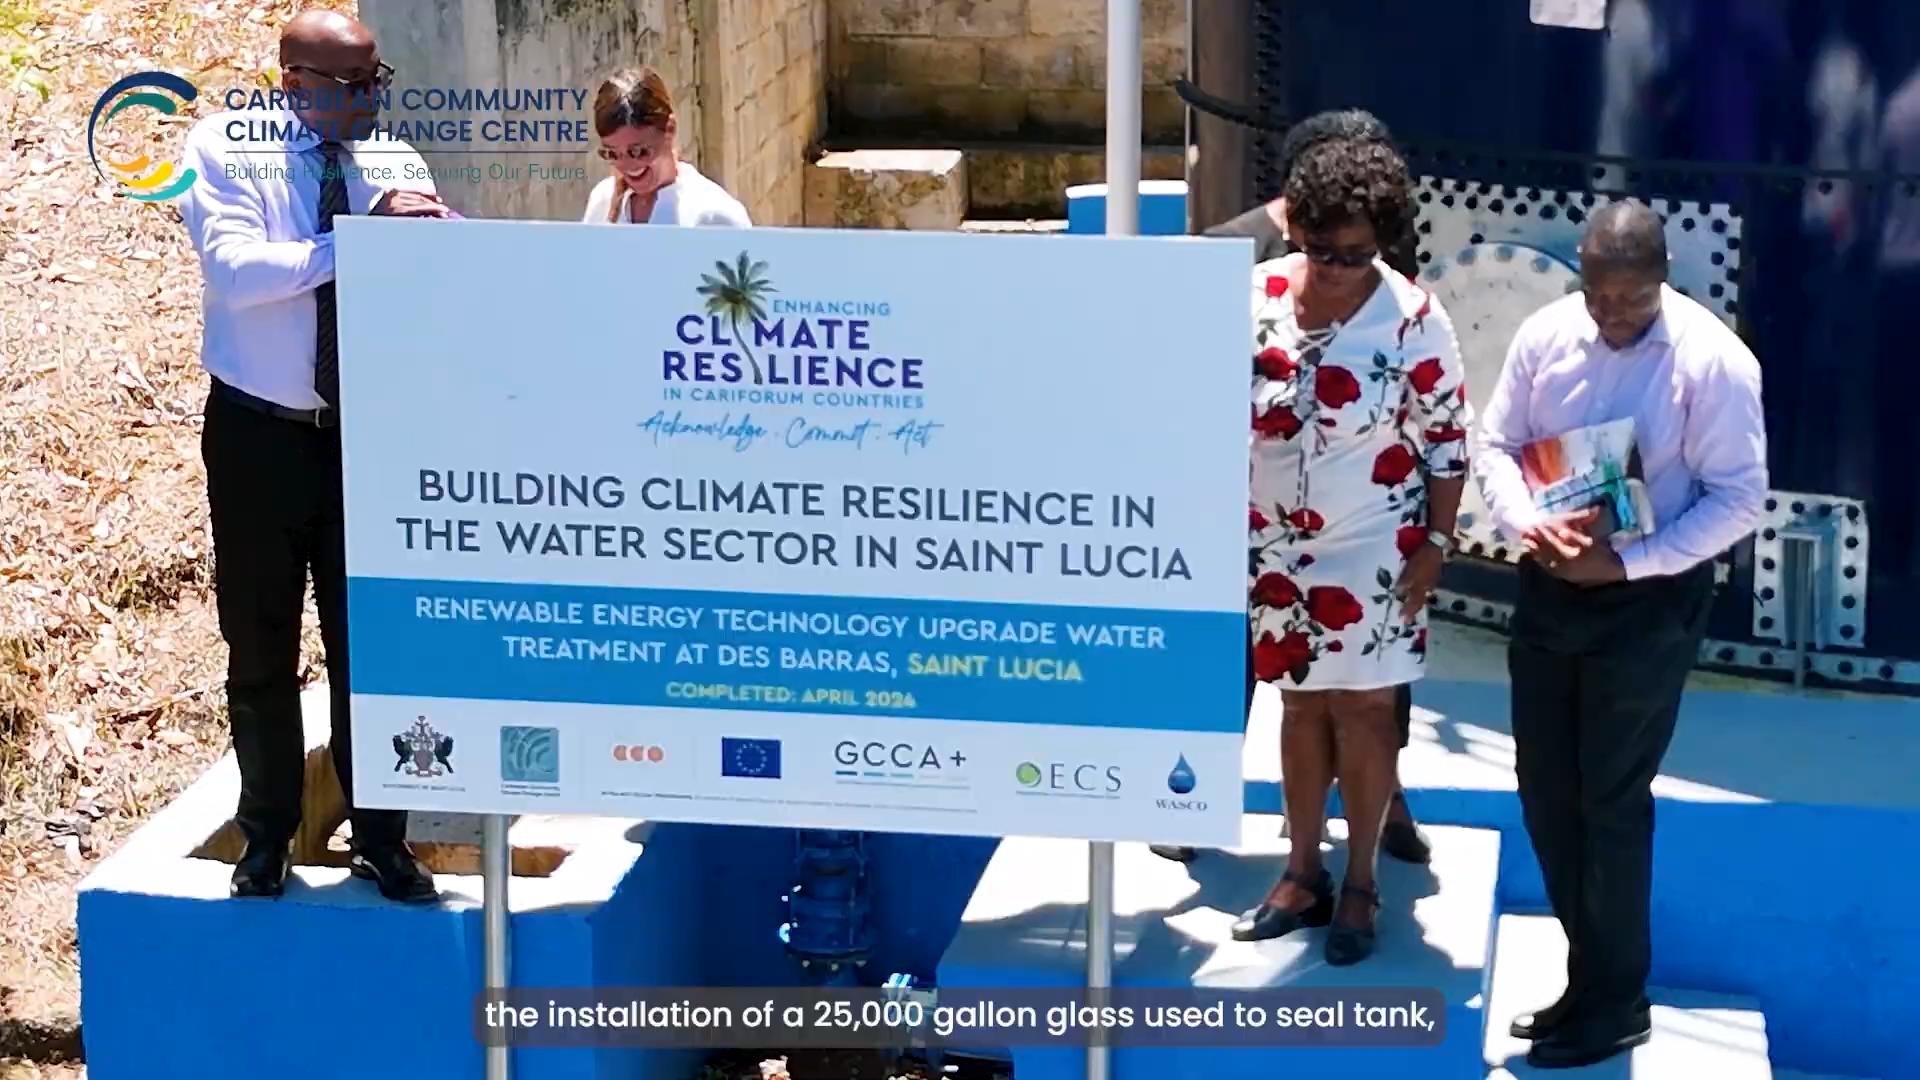 CARIBBEAN COMMUNITY
CLIMATE CHANGE CENTRE
Building Resilience. Securing Our Future.
ENHANCING
CLIMATE
RESILIENCE
IN CARIFORUM COUNTRIES
Acknowledge . Commit . Act
BUILDING CLIMATE RESILIENCE IN
THE WATER SECTOR IN SAINT LUCIA
RENEWABLE ENERGY TECHNOLOGY UPGRADE WATER
TREATMENT AT DES BARRAS, SAINT LUCIA
COMPLETED: APRIL 2024
GCCA+
OECS
WASCO
the installation of a 25,000 gallon glass used to seal tank,